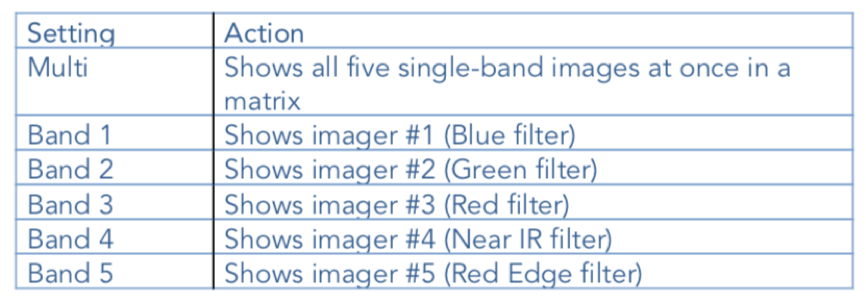 Setting Action
Multi Shows all five single-band images at once in a
matrix
Band 1 Shows imager #1 (Blue filter)
Band 2 Shows imager #2 (Green filter)
Band 3 Shows imager #3 (Red filter)
Band 4 Shows imager #4 (Near IR filter)
Band 5 Shows imager #5 (Red Edge filter)